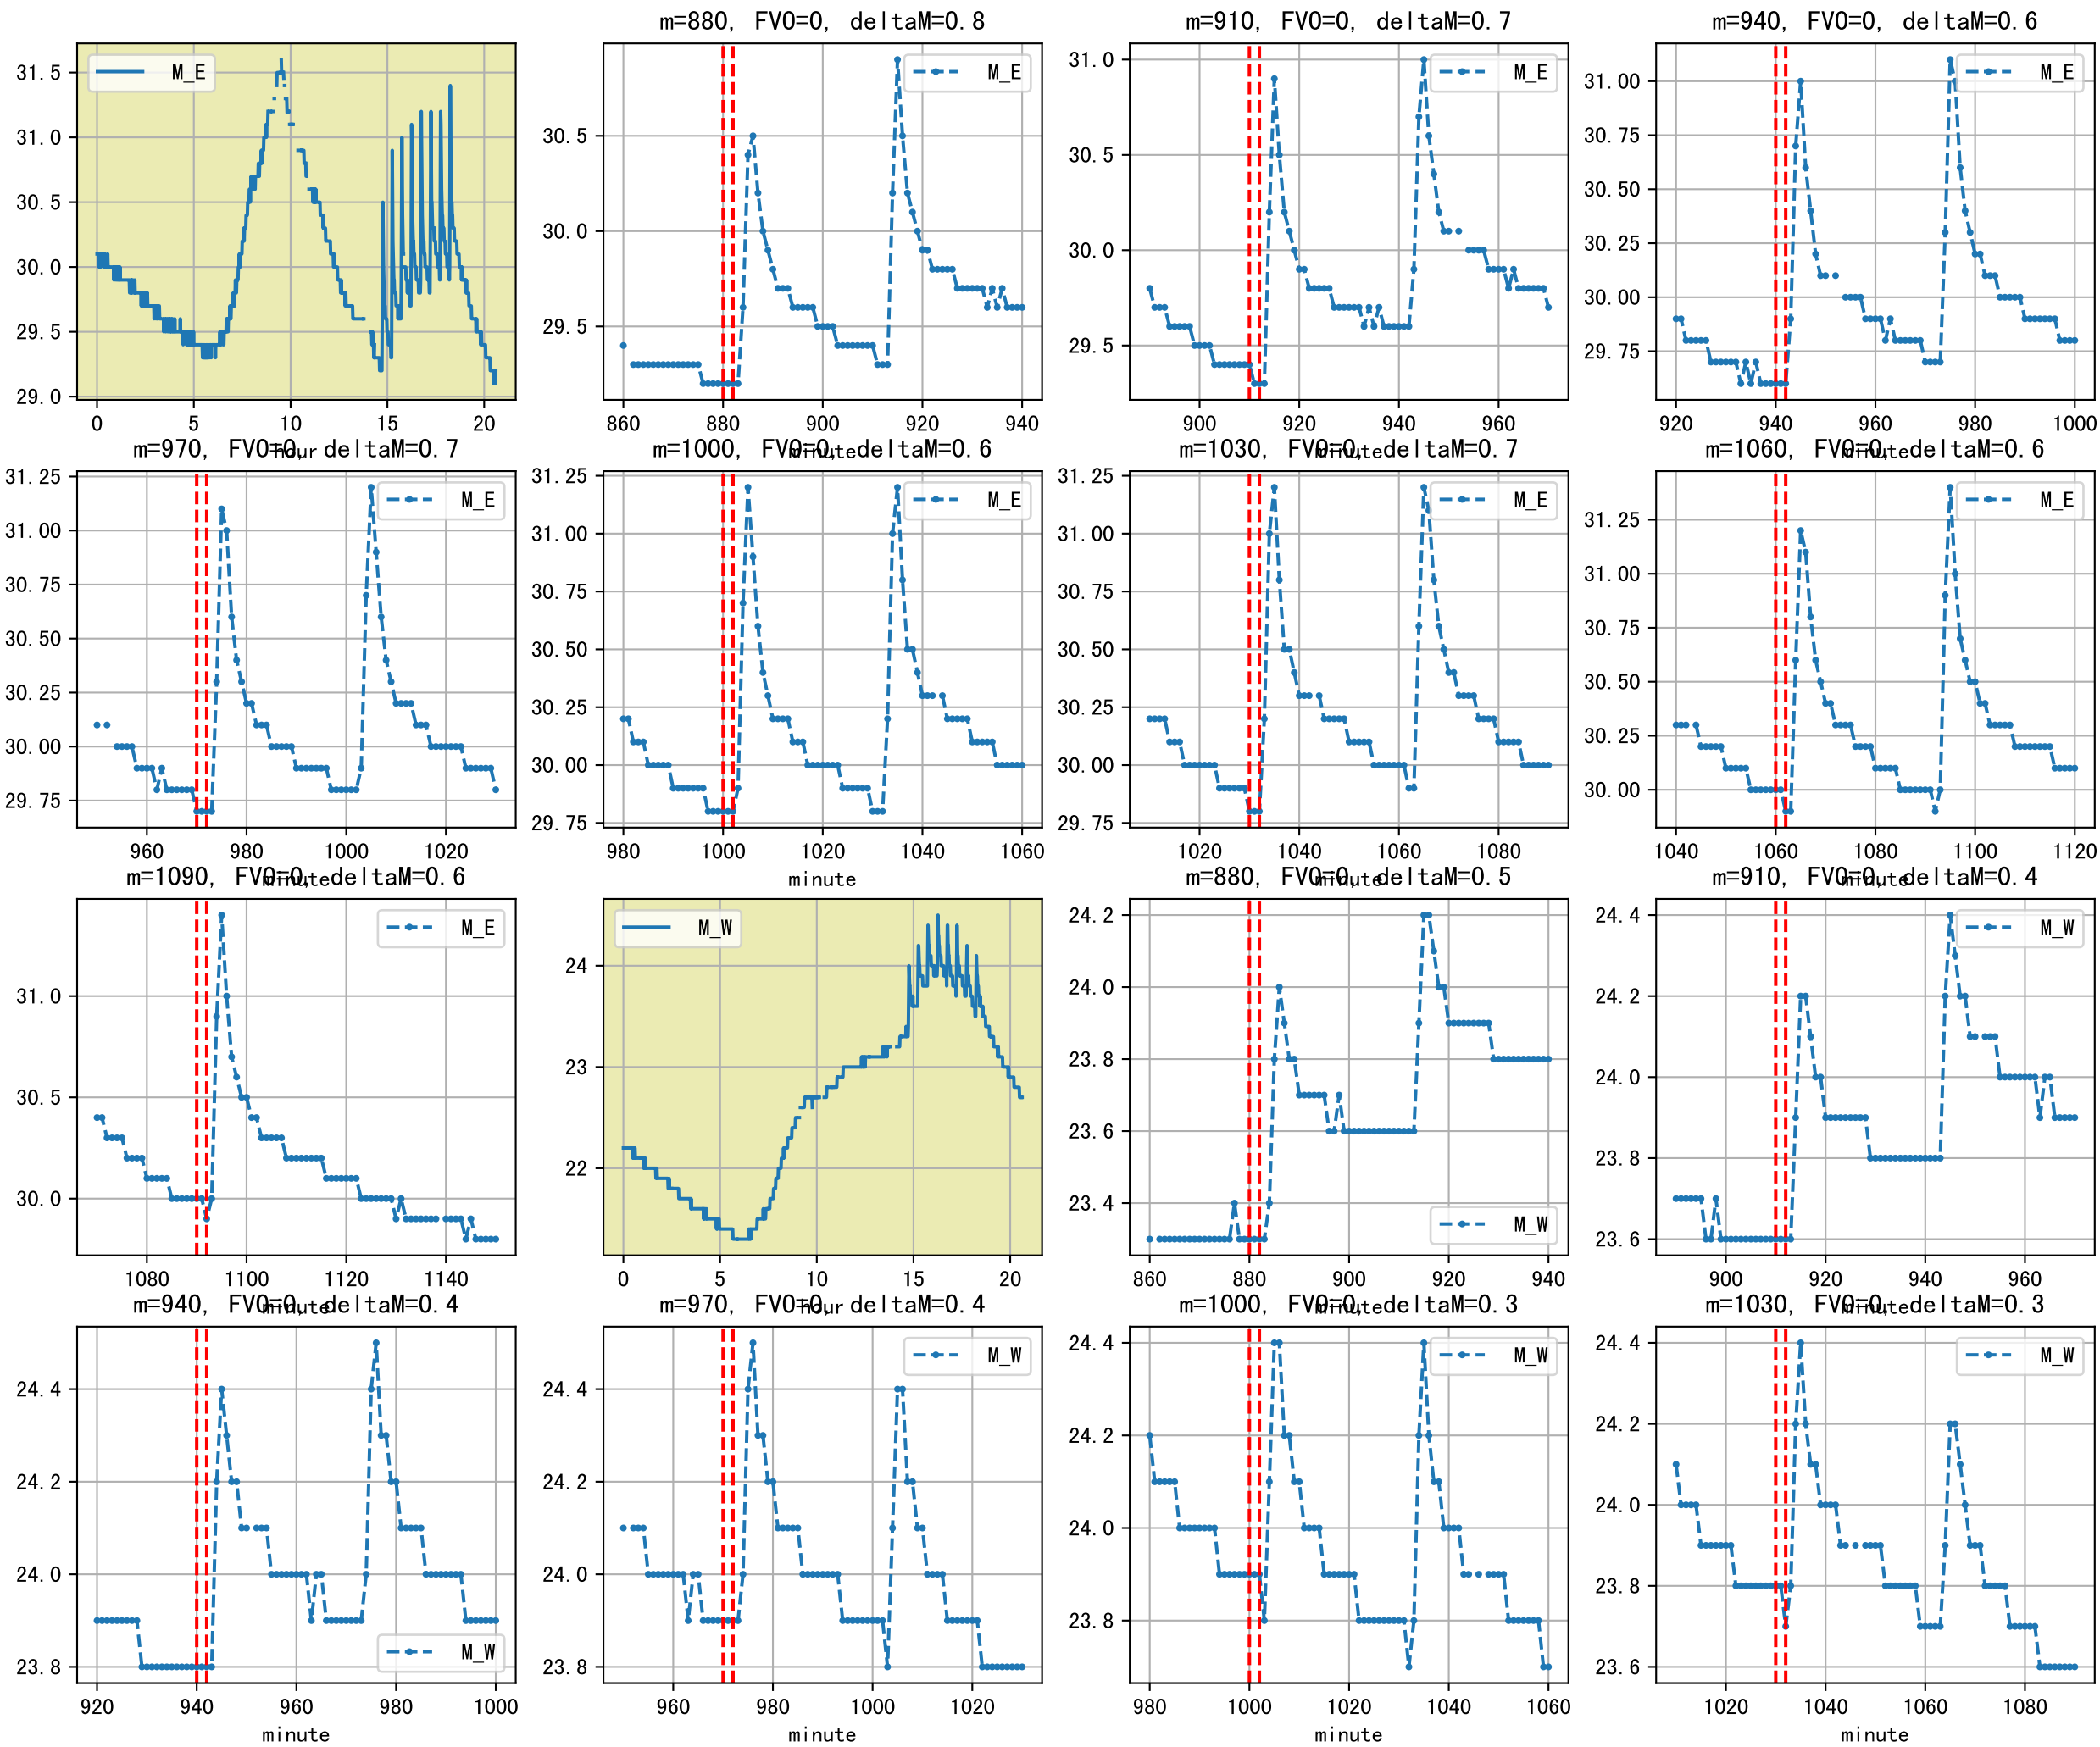 m=880, FV0=0, deltaM=0.8
m=910, FV0=0, deltaM=0.7
m=940, FV0=0, deltaM=0.6
M_E
31.5
31.0
30.5
30.0
29.5
29.0
0 5 10 15 20
hour
M_E
30.5
30.0
29.5
860 880 900 920 940
minute
M_E
31.0
30.5
30.0
29.5
900 920 940 960
minute
M_E
31.00
30.75
30.50
30.25
30.00
29.75
920 940 960 980 1000
minute
m=970, FV0=0, deltaM=0.7
m=1000, FV0=0, deltaM=0.6
m=1030, FV0=0, deltaM=0.7
m=1060, FV0=0, deltaM=0.6
M_E
31.25
31.00
30.75
30.50
30.25
30.00
29.75
960 980 1000 1020
minute
M_E
31.25
31.00
30.75
30.50
30.25
30.00
29.75
980 1000 1020 1040 1060
minute
M_E
31.25
31.00
30.75
30.50
30.25
30.00
29.75
1020 1040 1060 1080
minute
M_E
31.25
31.00
30.75
30.50
30.25
30.00
1040 1060 1080 1100 1120
minute
m=1090, FV0=0, deltaM=0.6
m=880, FV0=0, deltaM=0.5
m=910, FV0=0, deltaM=0.4
M_E
31.0
30.5
30.0
1080 1100 1120 1140
minute
M_W
24
23
22
0 5 10 15 20
hour
24.2
24.0
23.8
23.6
23.4
M_W
860 880 900 920 940
minute
M_W
24.4
24.2
24.0
23.8
23.6
900 920 940 960
minute
m=940, FV0=0, deltaM=0.4
m=970, FV0=0, deltaM=0.4
m=1000, FV0=0, deltaM=0.3
m=1030, FV0=0, deltaM=0.3
24.4
24.2
24.0
23.8
M_W
920 940 960 980 1000
minute
M_W
24.4
24.2
24.0
23.8
960 980 1000 1020
minute
M_W
24.4
24.2
24.0
23.8
980 1000 1020 1040 1060
minute
M_W
24.4
24.2
24.0
23.8
23.6
1020 1040 1060 1080
minute